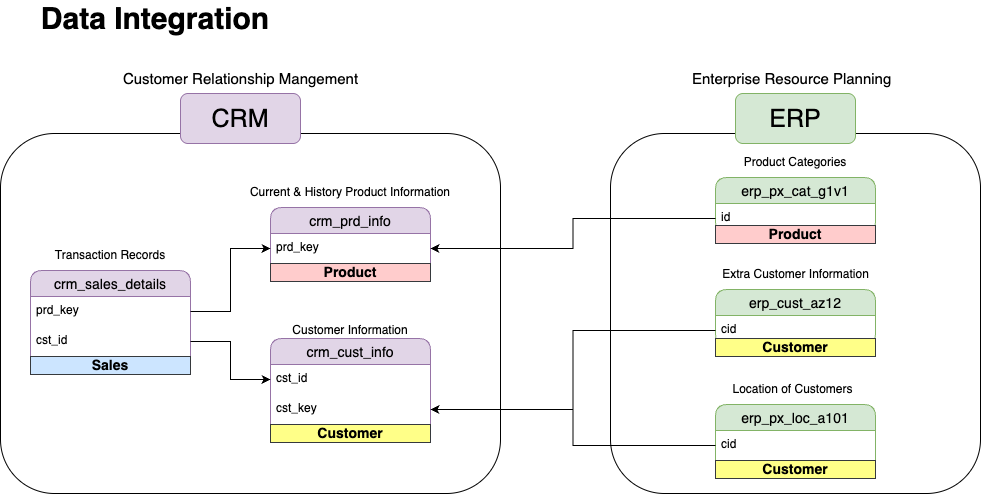 Data Integration
Customer Relationship Mangement
CRM
Current & History Product Information
crm_prd_info
prd_key
Product
Transaction Records
crm_sales_details
prd_key
cst_id
Sales
Customer Information
crm_cust_info
cst_id
cst_key
Customer
Enterprise Resource Planning
ERP
Product Categories
erp_px_cat_g1v1
id
Product
Extra Customer Information
erp_cust_az12
cid
Customer
Location of Customers
erp_px_loc_a101
cid
Customer